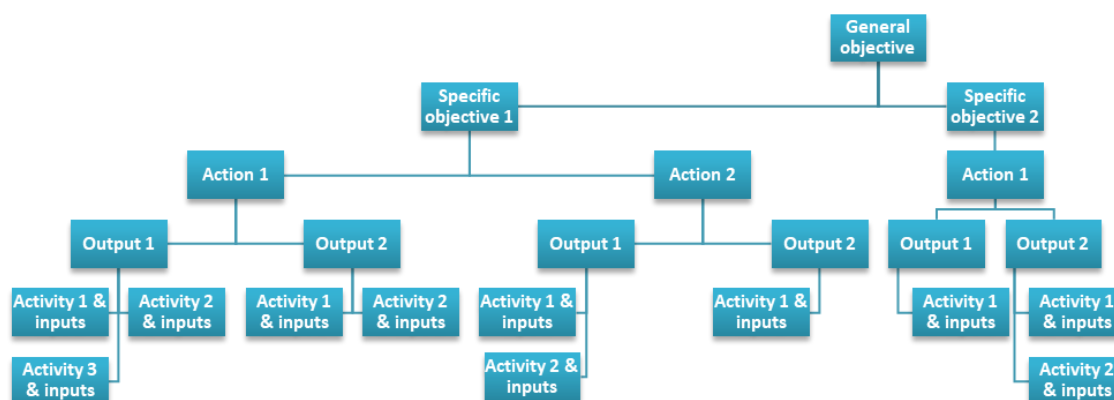 General
objective
Specific
objective 1
Specific
objective 2
Action 1
Action 2
Action 1
Output 1
Output 2
Output 1
Output 2
Output 1
Output 2
Activity 1 &
inputs
Activity 2
& inputs
Activity 1
& inputs
Activity 2
& inputs
Activity 1 &
inputs
Activity 1 &
inputs
Activity 1
& inputs
Activity 1
& inputs
Activity 3
& inputs
Activity 2 &
inputs
Activity 2
& inputs